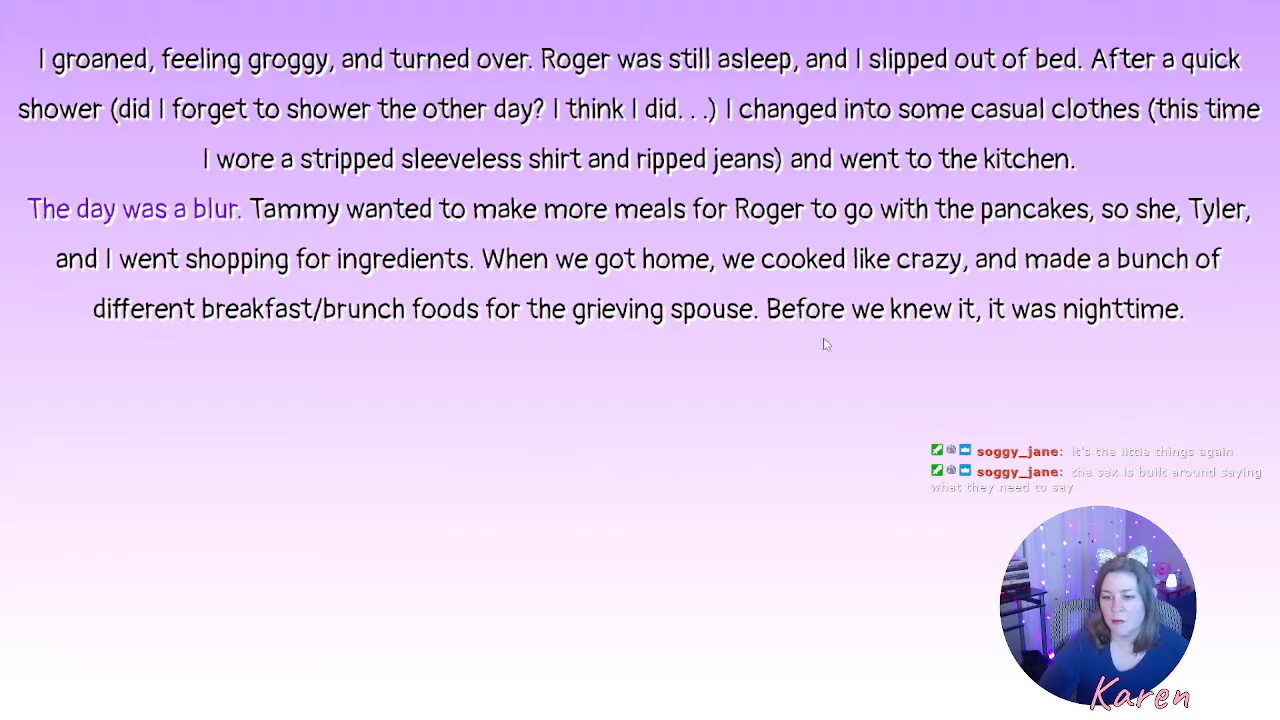 I groaned, feeling groggy, and turned over. Roger was still asleep, and I slipped out of bed. After a quick
shower (did I forget to shower the other day? I think I did. . .) I changed into some casual clothes (this time
I wore a stripped sleeveless shirt and ripped jeans) and went to the kitchen.
The day was a blur. Tammy wanted to make more meals for Roger to go with the pancakes, so she, Tyler,
and I went shopping for ingredients. When we got home, we cooked like crazy, and made a bunch of
different breakfast/brunch foods for the grieving spouse. Before we knew it, it was nighttime.
soggy_jane: it's the little things again
soggy_jane: the sex is built around saying
what they need to say
Karen